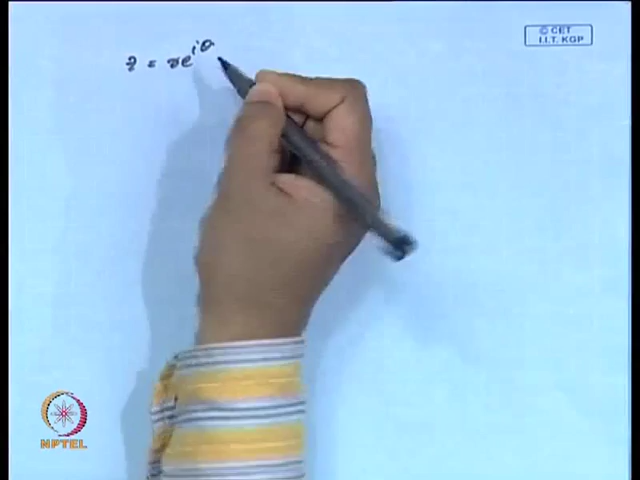 z = re^{iθ}
© CET
I.I.T. KGP
NPTEL